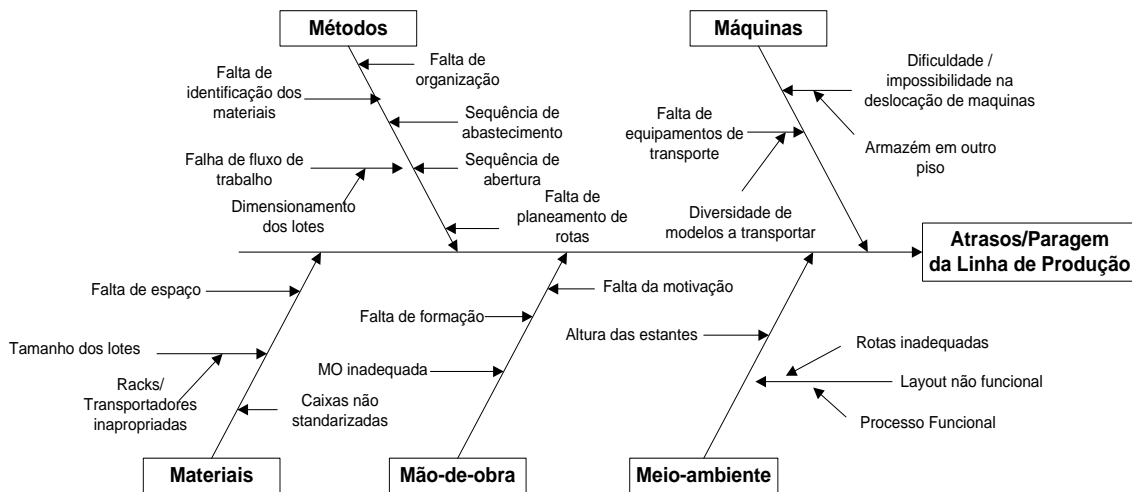 Métodos
Máquinas
Falta de
organização
Falta de
identificação dos
materiais
Sequência de
abastecimento
Falha de fluxo de
trabalho
Sequência de
abertura
Dimensionamento
dos lotes
Falta de
planeamento de
rotas
Dificuldade /
impossibilidade na
deslocação de maquinas
Falta de
equipamentos de
transporte
Armazém em outro
piso
Diversidade de
modelos a transportar
Atrasos/Paragem
da Linha de Produção
Falta de espaço
Tamanho dos lotes
Racks/
Transportadores
inapropriadas
Caixas não
standarizadas
Falta da motivação
Falta de formação
MO inadequada
Altura das estantes
Rotas inadequadas
Layout não funcional
Processo Funcional
Materiais
Mão-de-obra
Meio-ambiente